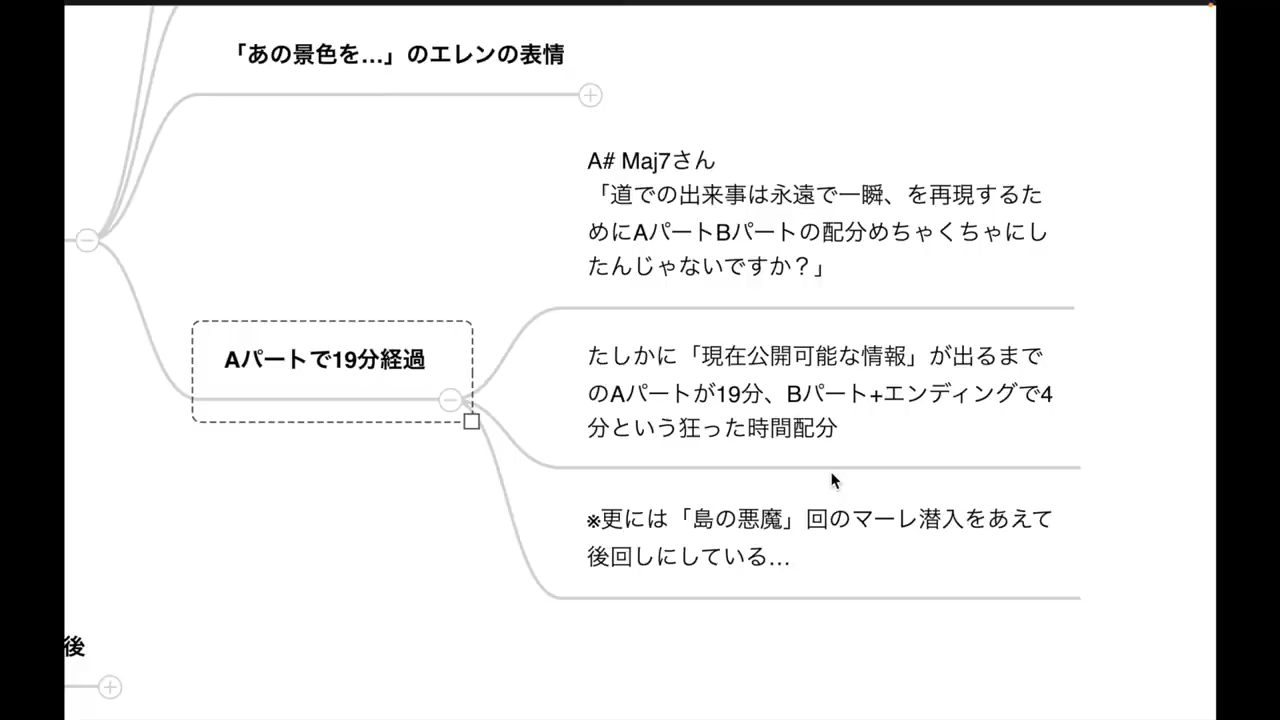 「あの景色を…」のエレンの表情
A# Maj7さん
「道での出来事は永遠で一瞬、を再現するた
めにAパートBパートの配分めちゃくちゃにし
たんじゃないですか？」
Aパートで19分経過
たしかに「現在公開可能な情報」が出るまで
のAパートが19分、Bパート+エンディングで4
分という狂った時間配分
※更には「島の悪魔」回のマーレ潜入をあえて
後回しにしている…
後